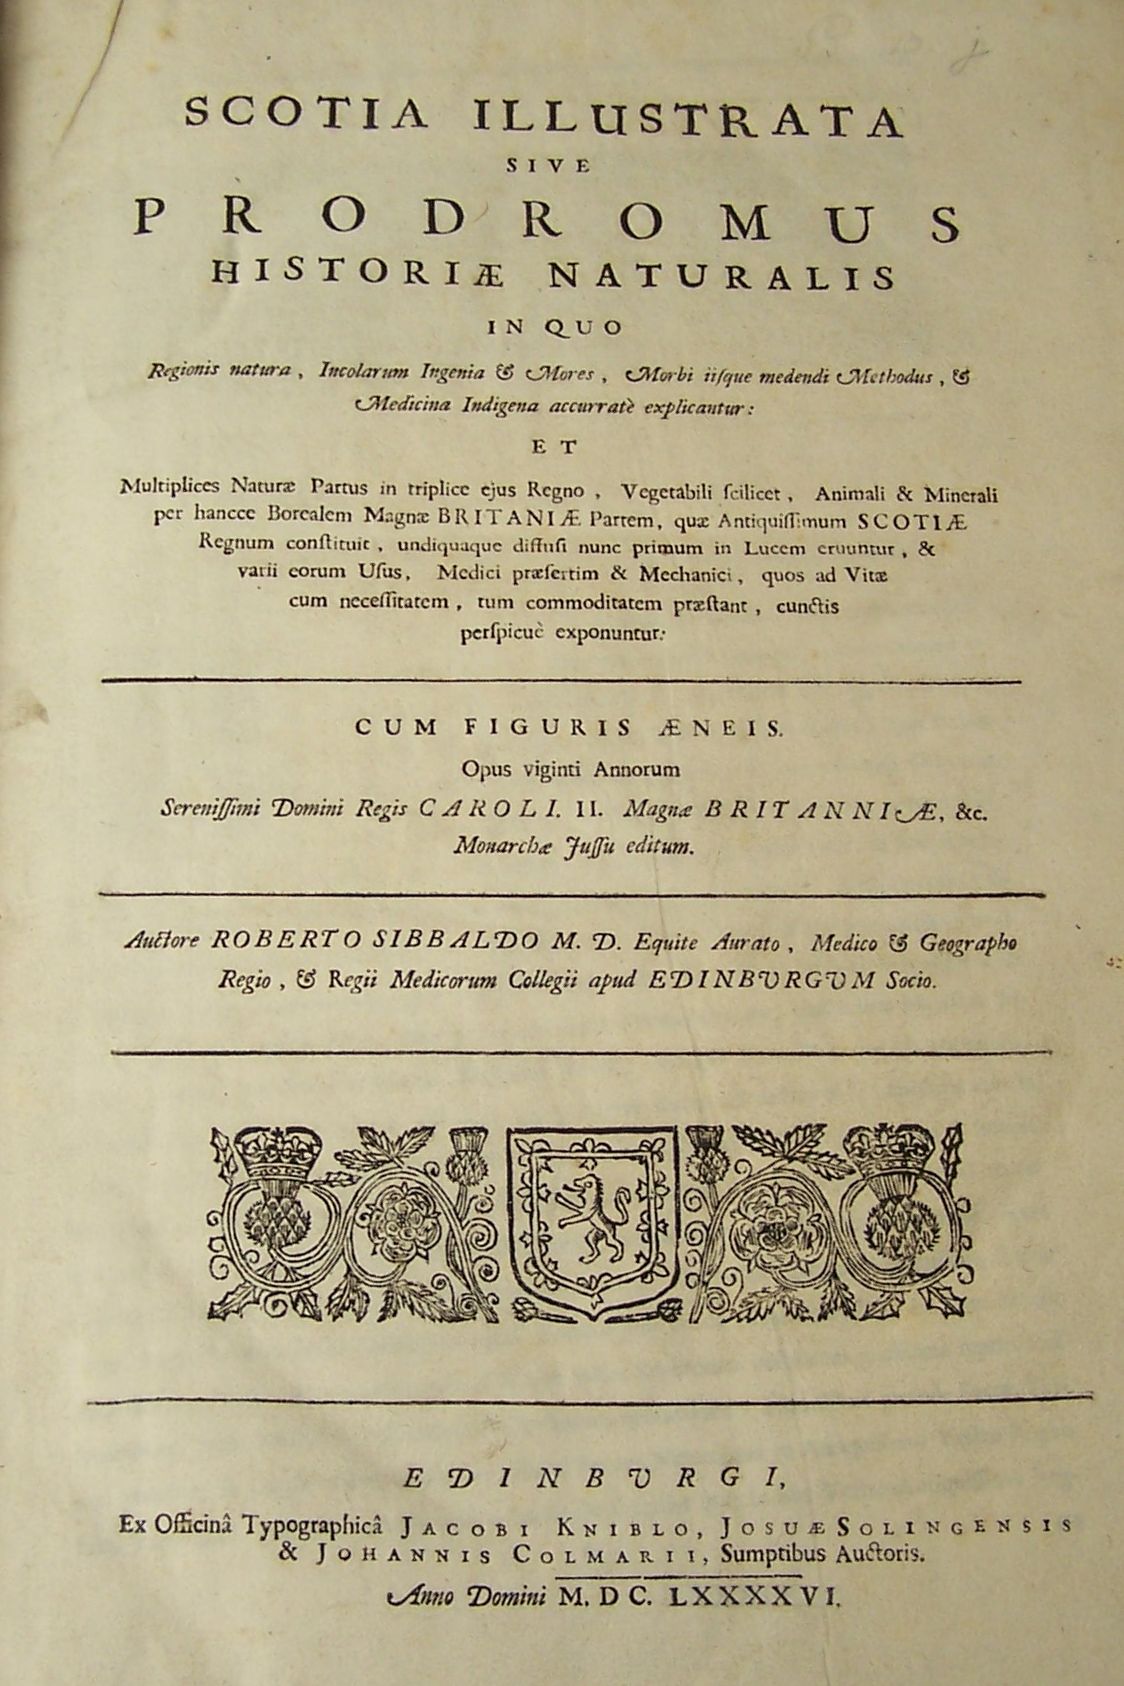 SCOTIA ILLUSTRATA
SIVE
PRODROMUS
HISTORIÆ NATURALIS
IN QUO
Regionis natura, Incolarum Ingenia & Mores, Morbi iiſque medendi Methodus, &
Medicina Indigena accurratè explicantur:
ET
Multiplices Naturæ Partus in triplice ejus Regno, Vegetabili ſcilicet, Animali & Minerali
per hancce Borealem Magnæ BRITANIÆ Partem, quæ Antiquiſſimum SCOTIÆ
Regnum conſtituit, undiquaque diffuſi nunc primum in Lucem eruuntur, &
varii eorum Uſus, Medici præſertim & Mechanici, quos ad Vitæ
cum neceſſitatem, tum commoditatem præſtant, cunctis
perſpicuè exponuntur:
CUM FIGURIS ÆNEIS.
Opus viginti Annorum
Sereniſſimi Domini Regis CAROLI. II. Magnæ BRITANNIÆ, &c.
Monarchæ Juſſu editum.
Auctore ROBERTO SIBBALDO M. D. Equite Aurato, Medico & Geographo
Regio, & Regii Medicorum Collegii apud EDINBVRGVM Socio.
EDINBVRGI,
Ex Officinâ Typographicâ JACOBI KNIBLO, JOSUÆ SOLINGENSIS
& JOHANNIS COLMARII, Sumptibus Auctoris.
Anno Domini M. DC. LXXXXVI.